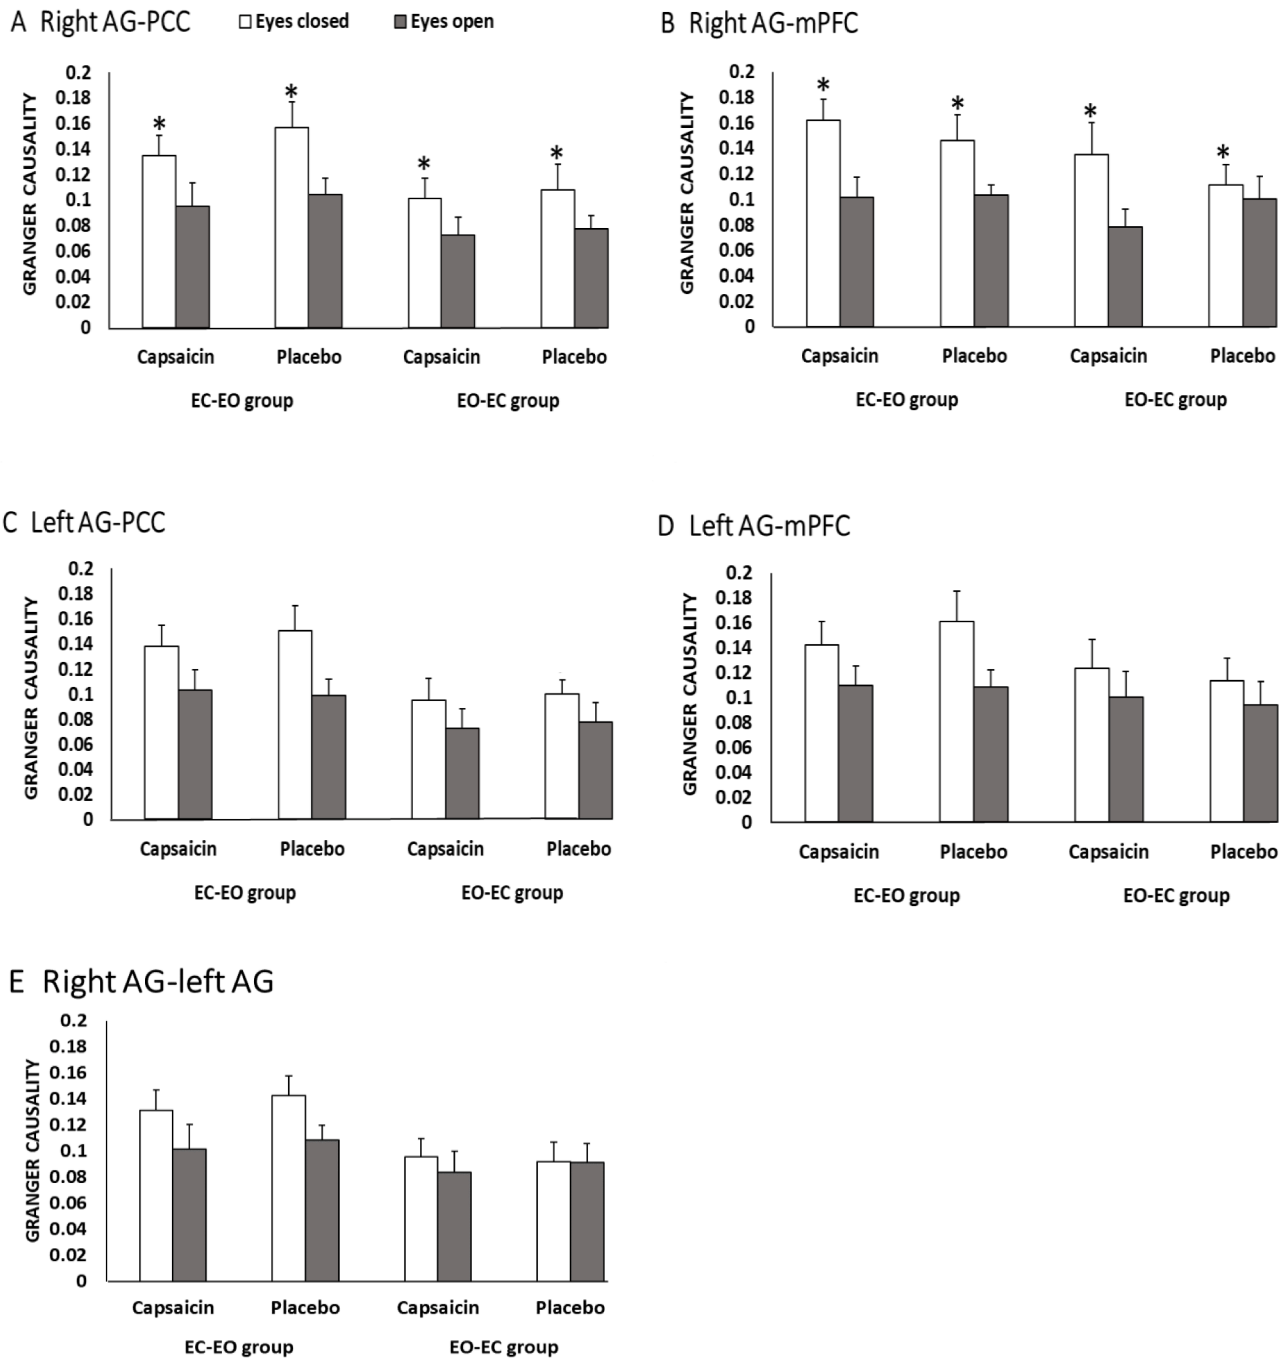 A Right AG-PCC
Eyes closed
Eyes open
GRANGER CAUSALITY
0.2
*
*
0.18
0.16
*
*
0.14
0.12
0.1
0.08
0.06
0.04
0.02
0
Capsaicin Placebo Capsaicin Placebo
EC-EO group EO-EC group
B Right AG-mPFC
GRANGER CAUSALITY
0.2
*
*
*
*
0.18
0.16
0.14
0.12
0.1
0.08
0.06
0.04
0.02
0
Capsaicin Placebo Capsaicin Placebo
EC-EO group EO-EC group
C Left AG-PCC
GRANGER CAUSALITY
0.2
0.18
0.16
0.14
0.12
0.1
0.08
0.06
0.04
0.02
0
Capsaicin Placebo Capsaicin Placebo
EC-EO group EO-EC group
D Left AG-mPFC
GRANGER CAUSALITY
0.2
0.18
0.16
0.14
0.12
0.1
0.08
0.06
0.04
0.02
0
Capsaicin Placebo Capsaicin Placebo
EC-EO group EO-EC group
E Right AG-left AG
GRANGER CAUSALITY
0.2
0.18
0.16
0.14
0.12
0.1
0.08
0.06
0.04
0.02
0
Capsaicin Placebo Capsaicin Placebo
EC-EO group EO-EC group